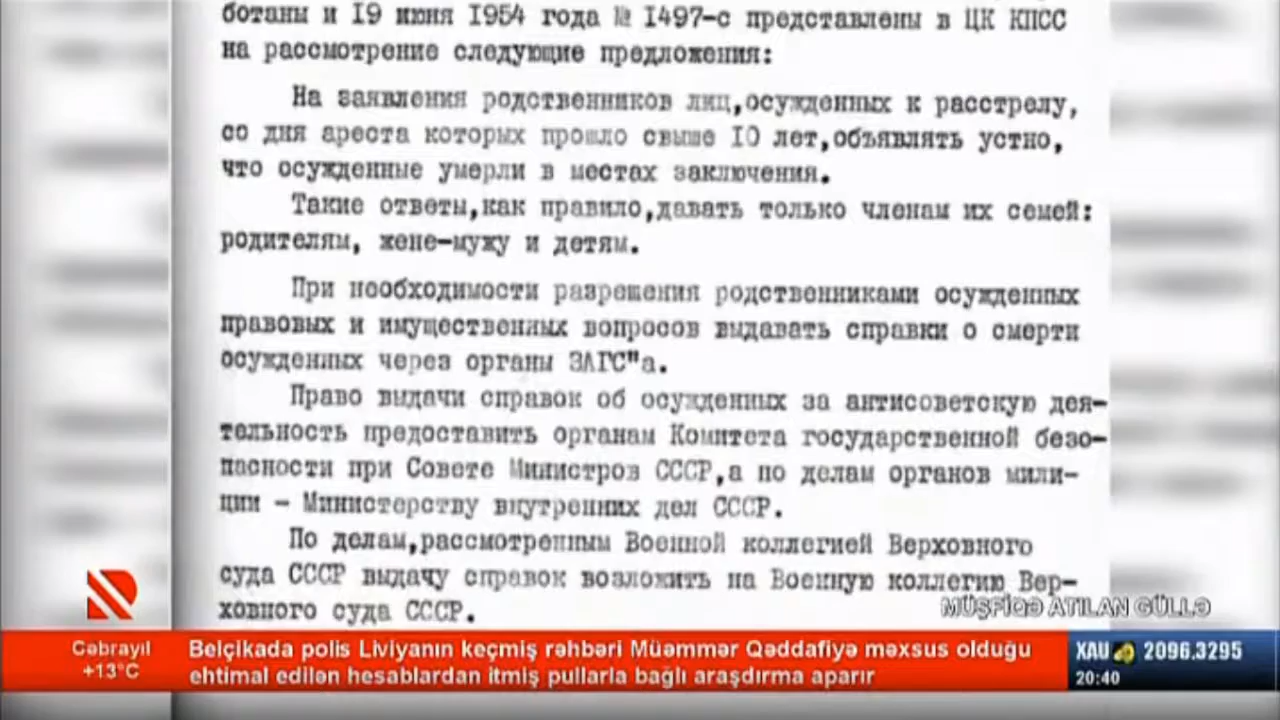 ботаны и 19 июня 1954 года № 1497-с представлены в ЦК КПСС
на рассмотрение следующие предложения:
На заявления родственников лиц,осужденных к расстрелу,
со дня ареста которых прошло свыше 10 лет,объявлять устно,
что осужденные умерли в местах заключения.
Такие ответы,как правило,давать только членам их семей:
родителям, жене-мужу и детям.
При необходимости разрешения родственниками осужденных
правовых и имущественных вопросов выдавать справки о смерти
осужденных через органы ЗАГС"а.
Право выдачи справок об осужденных за антисоветскую дея-
тельность предоставить органам Комитета государственной безо-
пасности при Совете Министров СССР,а по делам органов мили-
ции - Министерству внутренних дел СССР.
По делам,рассмотренным Военной коллегией Верховного
суда СССР выдачу справок возложить на Военную коллегию Вер-
ховного суда СССР.
MÜŞFİQƏ ATILAN GÜLLƏ
Cəbrayıl
+13°C
Belçikada polis Liviyanın keçmiş rəhbəri Müəmmər Qəddafiyə məxsus olduğu
ehtimal edilən hesablardan itmiş pullarla bağlı araşdırma aparır
XAU 2096.3295
20:40